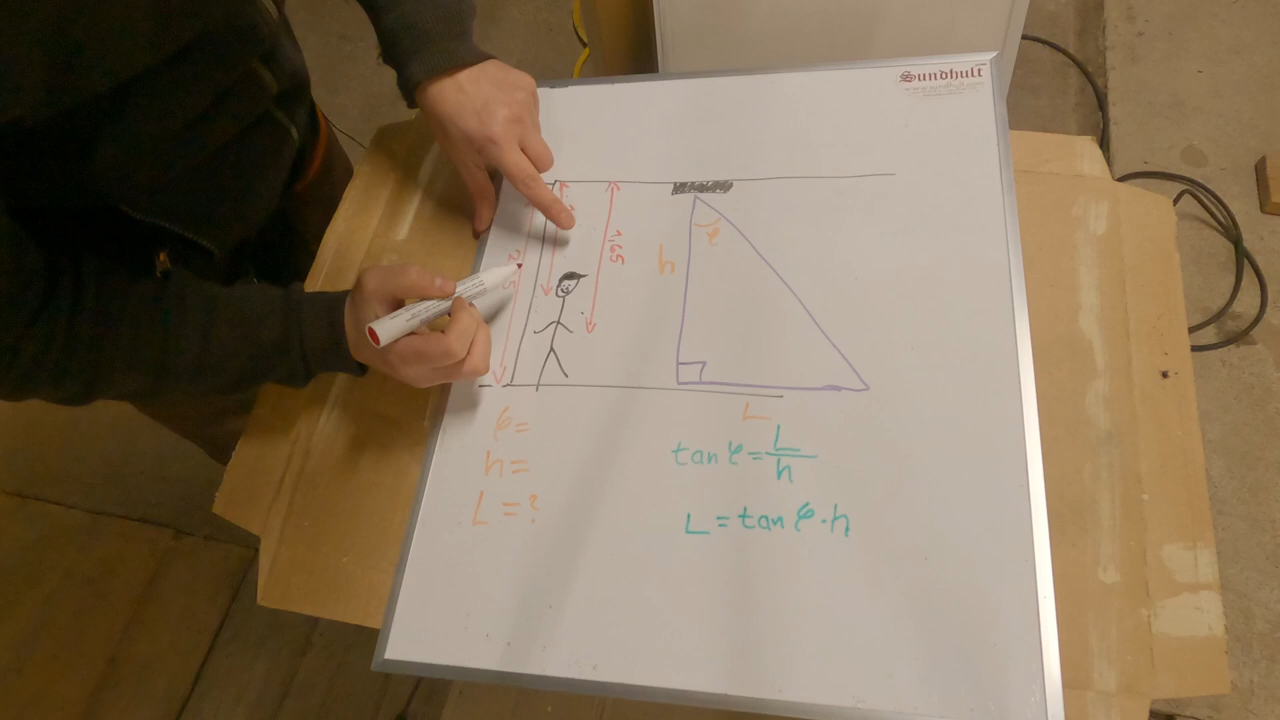 Sundhult
1,65
h
φ
L
φ=
h=
L=?
tan φ = L/h
L = tan φ · h